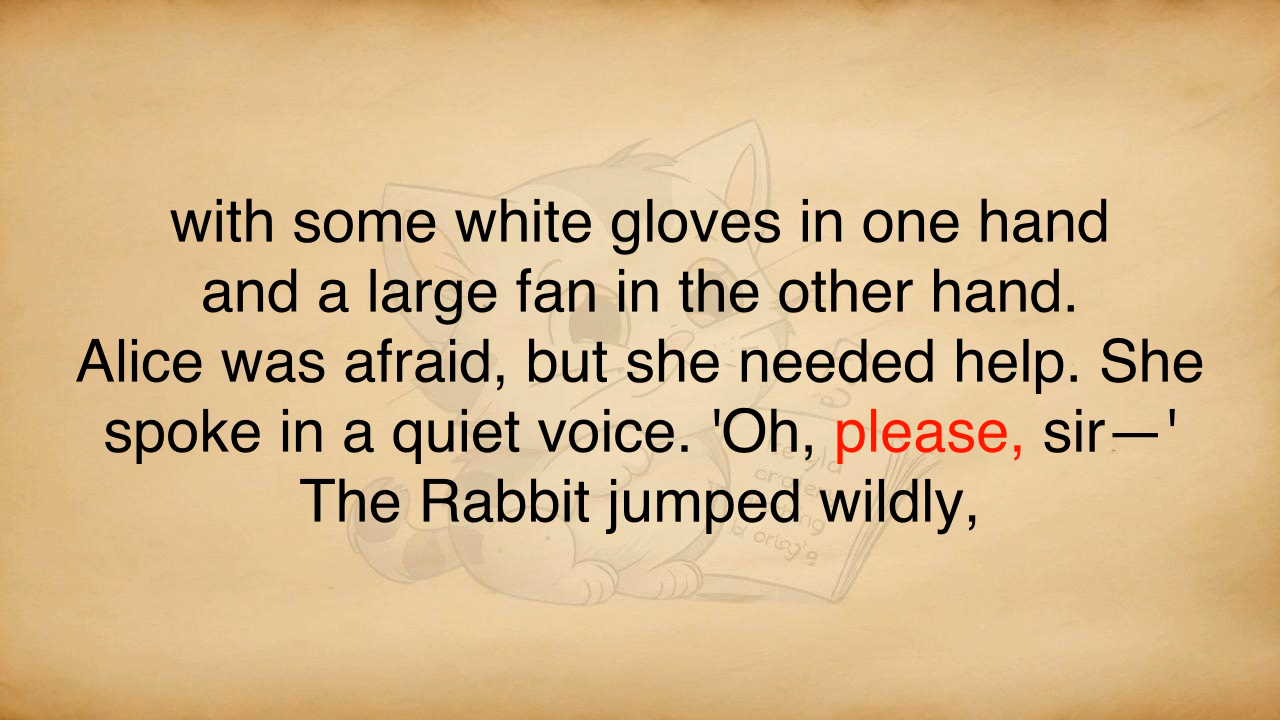 with some white gloves in one hand
and a large fan in the other hand.
Alice was afraid, but she needed help. She
spoke in a quiet voice. 'Oh, please, sir—'
The Rabbit jumped wildly,